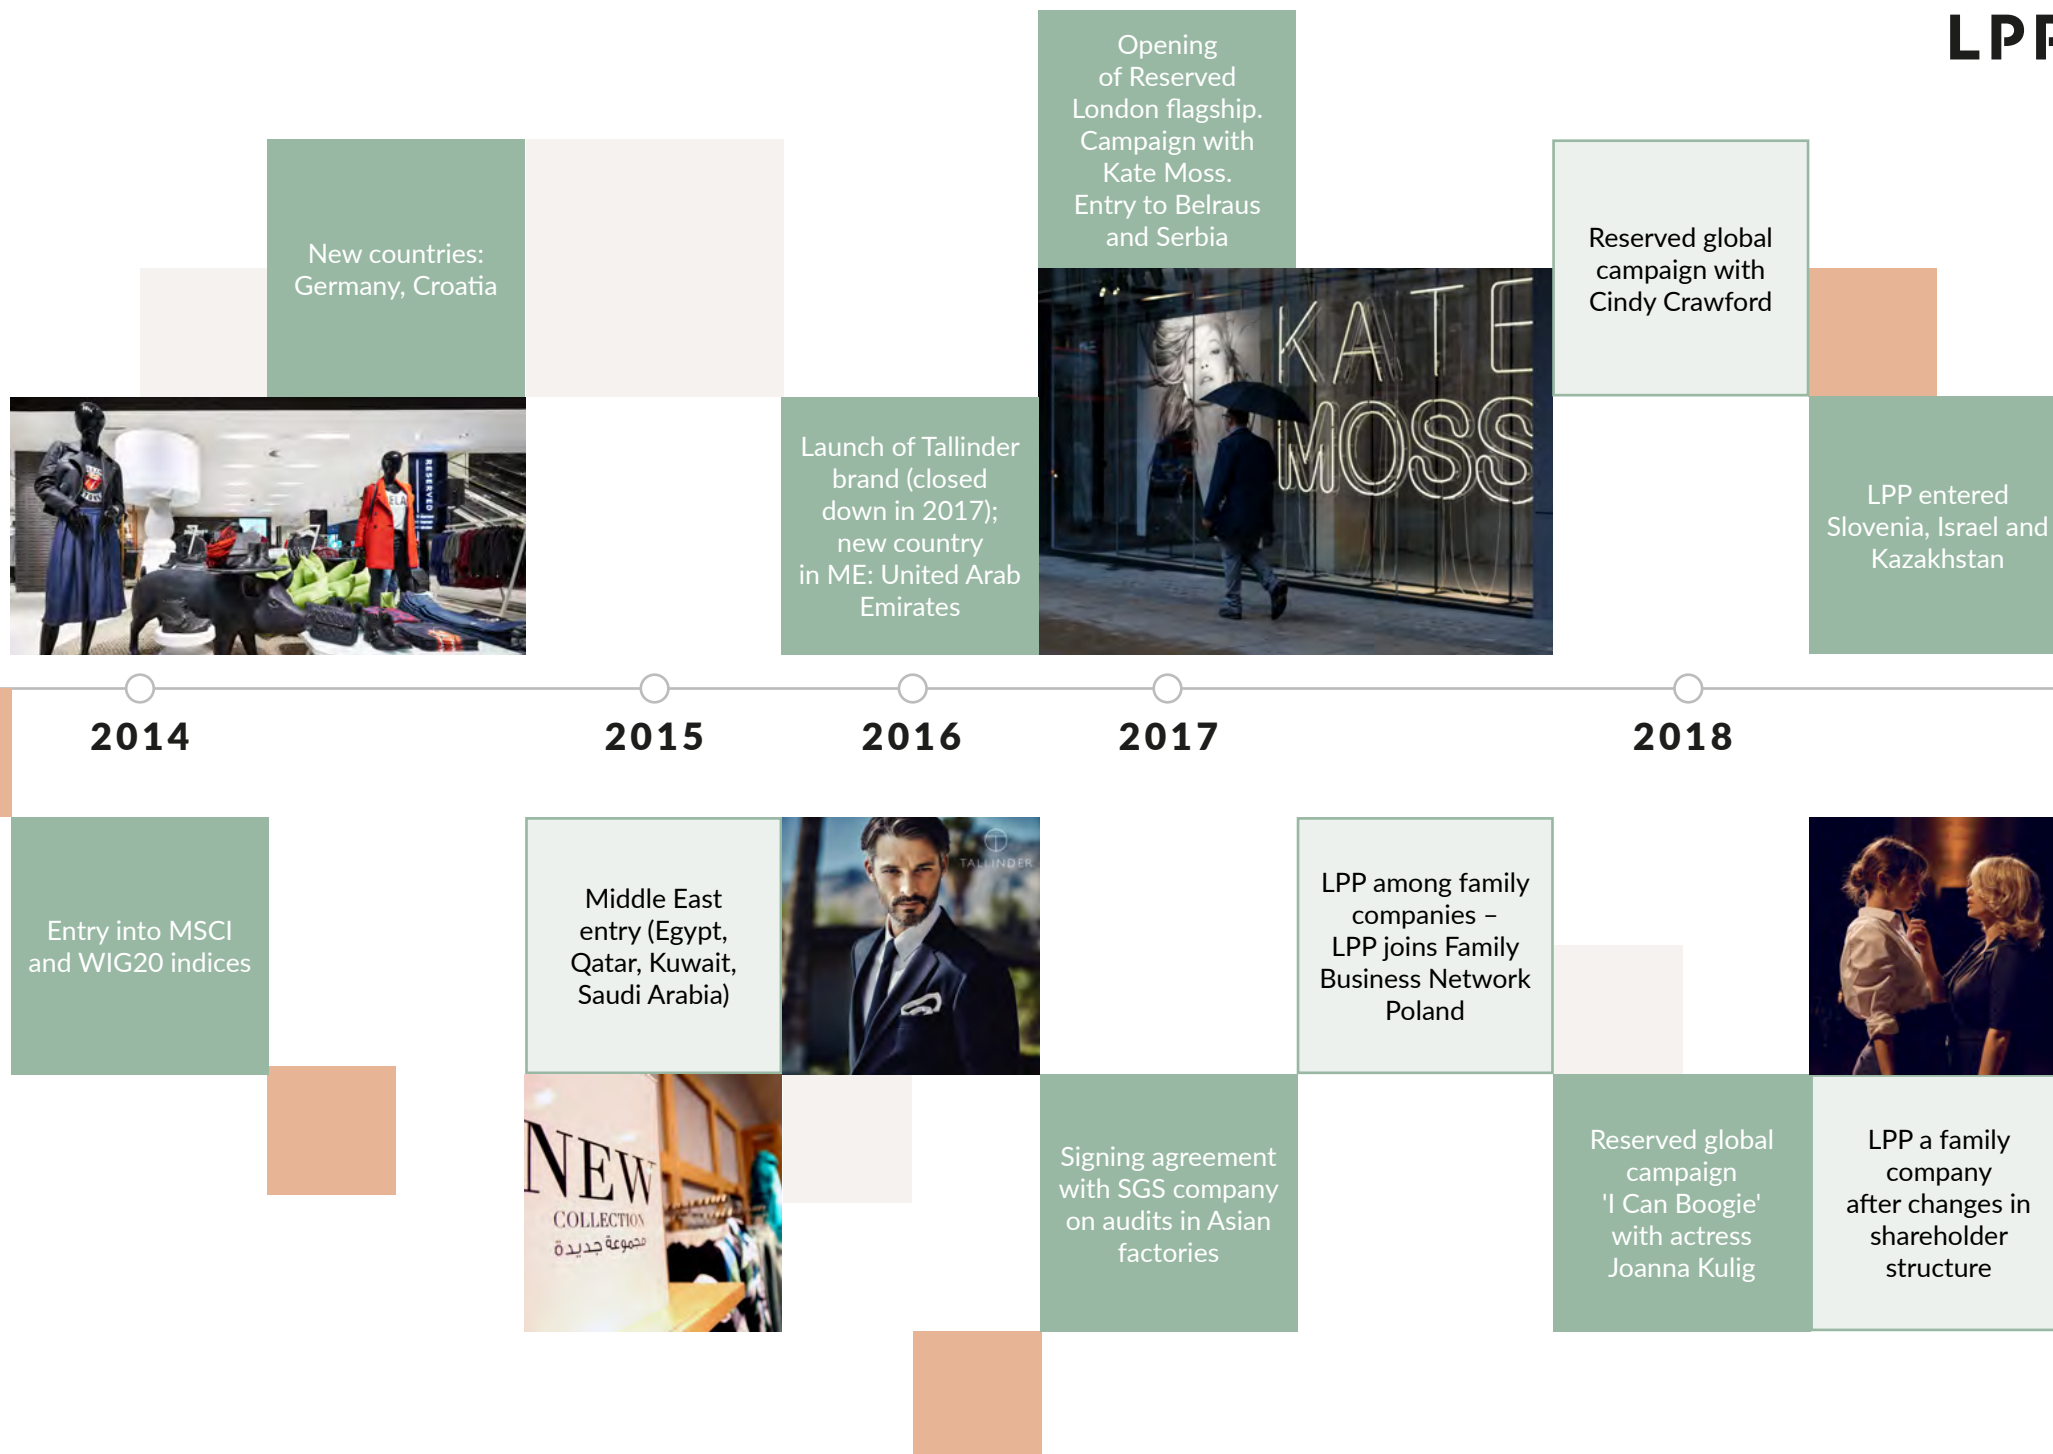 LPP
Opening
of Reserved
London flagship.
Campaign with
Kate Moss.
Entry to Belraus
and Serbia
New countries:
Germany, Croatia
Reserved global
campaign with
Cindy Crawford
KATE
MOSS
RESERVED
Launch of Tallinder
brand (closed
down in 2017);
new country
in ME: United Arab
Emirates
LPP entered
Slovenia, Israel and
Kazakhstan
2014
2015
2016
2017
2018
Entry into MSCI
and WIG20 indices
Middle East
entry (Egypt,
Qatar, Kuwait,
Saudi Arabia)
TALLINDER
LPP among family
companies –
LPP joins Family
Business Network
Poland
NEW
COLLECTION
مجموعة جديدة
Signing agreement
with SGS company
on audits in Asian
factories
Reserved global
campaign
'I Can Boogie'
with actress
Joanna Kulig
LPP a family
company
after changes in
shareholder
structure